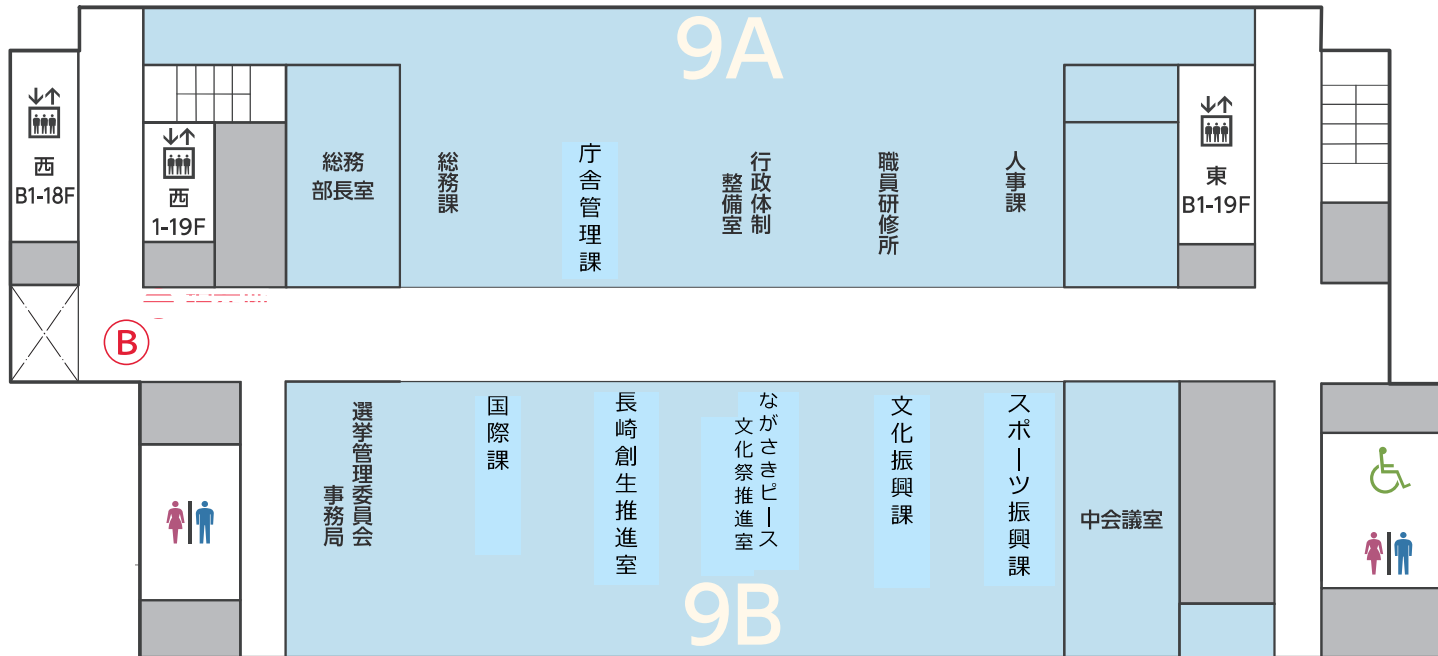 9A
西
B1-18F
西
1-19F
総務
部長室
総務課
庁舎管理課
行政体制
整備室
職員研修所
人事課
東
B1-19F
B
選挙管理委員会
事務局
国際課
長崎創生推進室
ながさきピース
文化祭推進室
文化振興課
スポーツ振興課
中会議室
9B